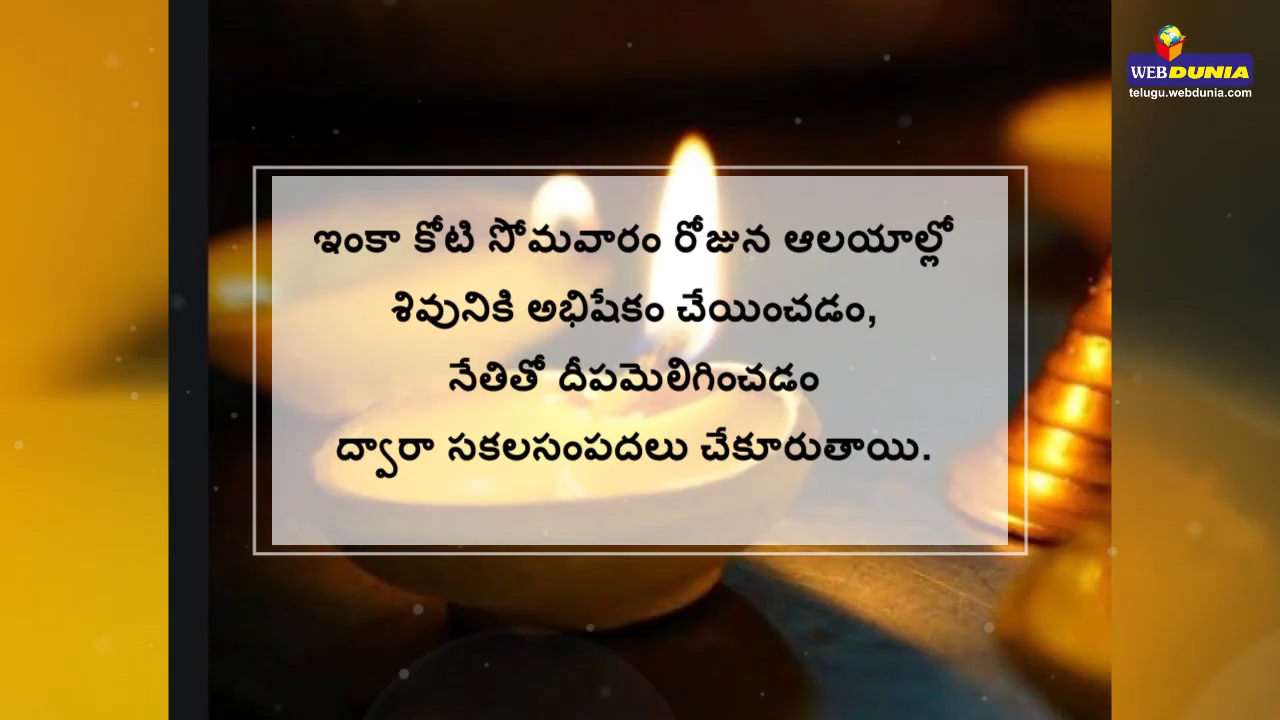 WEBDUNIA
telugu.webdunia.com
ఇంకా కోటి సోమవారం రోజున ఆలయాల్లో
శివునికి అభిషేకం చేయించడం,
నేతితో దీపమెలిగించడం
ద్వారా సకలసంపదలు చేకూరుతాయి.